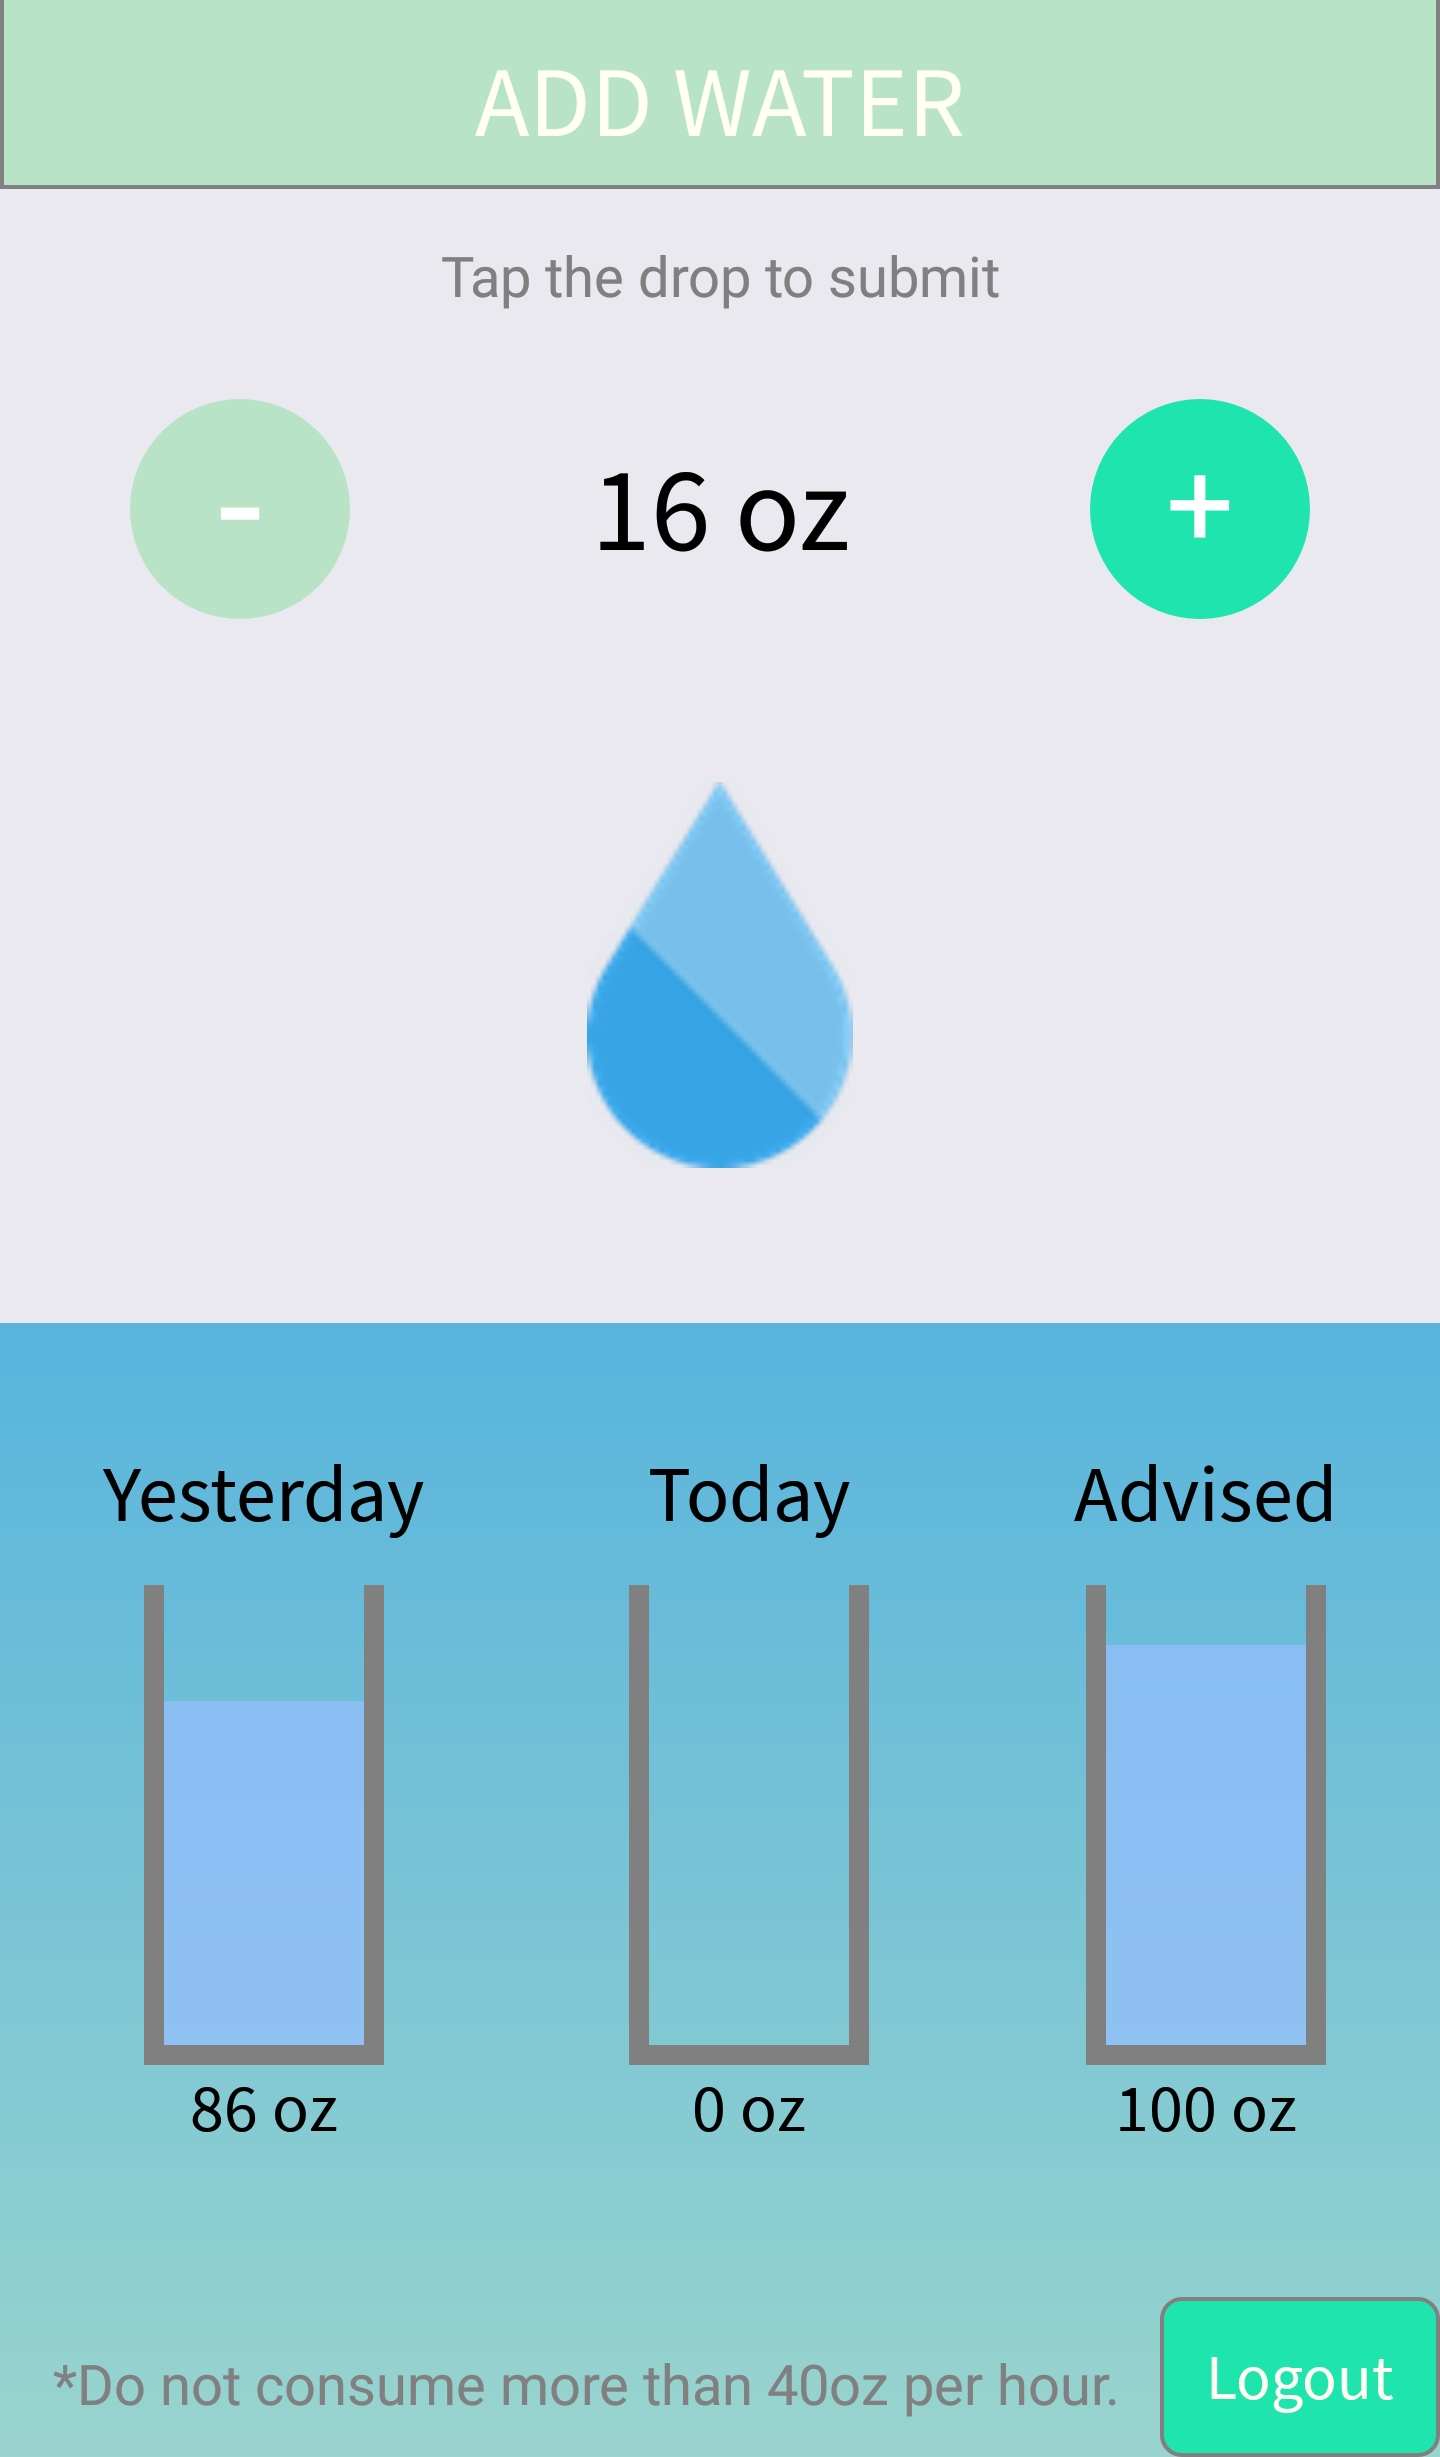 ADD WATER
Tap the drop to submit
- 16 oz +
Yesterday Today Advised
86 oz 0 oz 100 oz
*Do not consume more than 40oz per hour. Logout